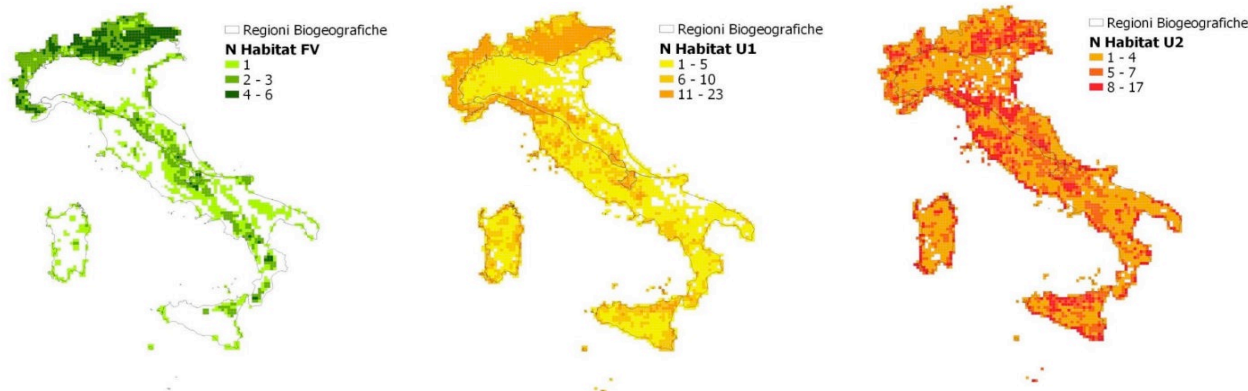 Regioni Biogeografiche
N Habitat FV
1
2 - 3
4 - 6
Regioni Biogeografiche
N Habitat U1
1 - 5
6 - 10
11 - 23
Regioni Biogeografiche
N Habitat U2
1 - 4
5 - 7
8 - 17